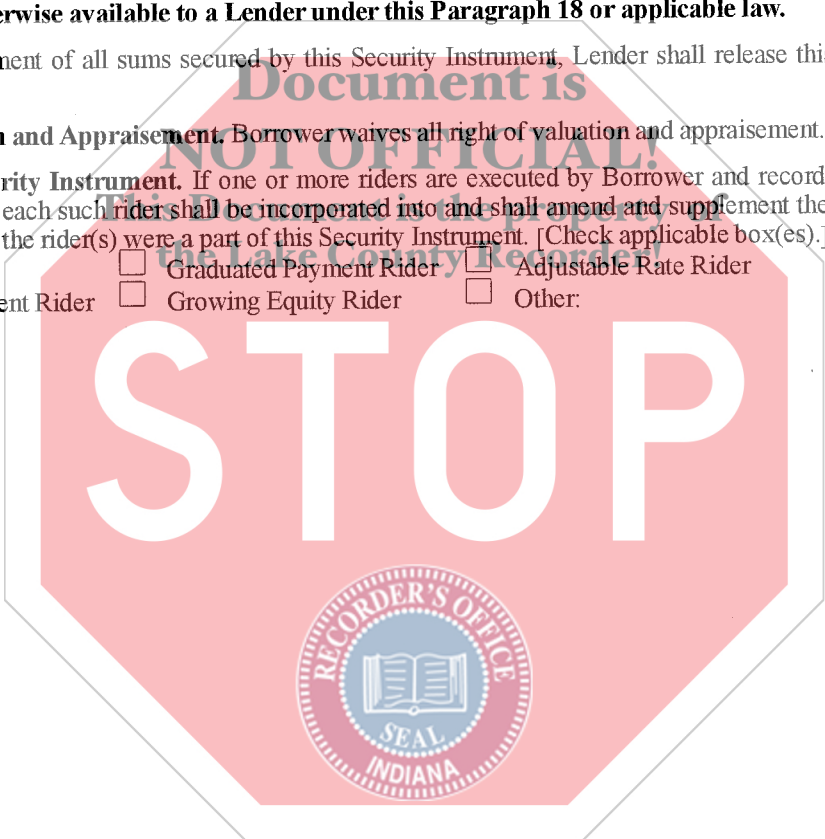 erwise available to a Lender under this Paragraph 18 or applicable law.
ment of all sums secured by this Security Instrument, Lender shall release thi
Document is
n and Appraisement. Borrower waives all right of valuation and appraisement.
NOT OFFICIAL!
rity Instrument. If one or more riders are executed by Borrower and record
each such rider shall be incorporated into and shall amend and supplement the
This Document is the property of
the rider(s) were a part of this Security Instrument. [Check applicable box(es).]
the Lake County Recorder!
Graduated Payment Rider Adjustable Rate Rider
ent Rider Growing Equity Rider Other:
STOP
RECORDER'S OFFICE
SEAL
INDIANA